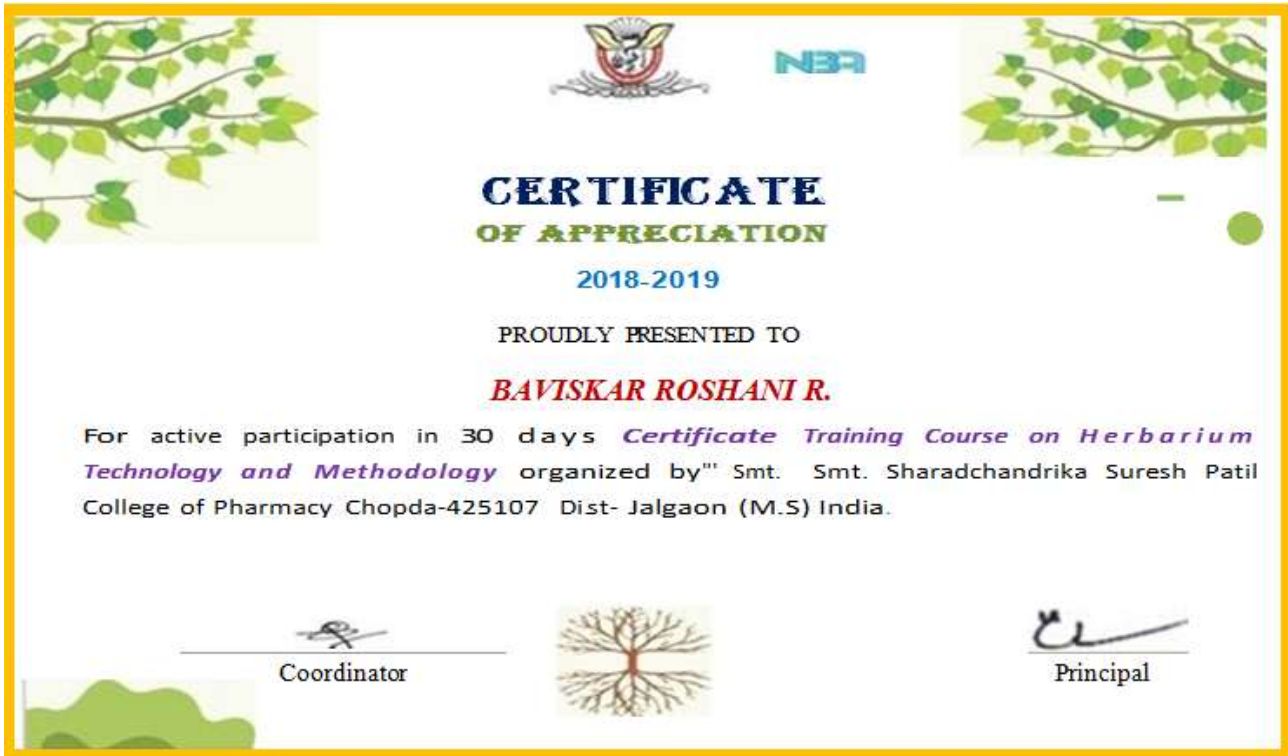 NBA
CERTIFICATE
OF APPRECIATION
2018-2019
PROUDLY PRESENTED TO
BAVISKAR ROSHANI R.
For active participation in 30 days Certificate Training Course on Herbarium
Technology and Methodology organized by"' Smt. Smt. Sharadchandrika Suresh Patil
College of Pharmacy Chopda-425107 Dist- Jalgaon (M.S) India.
Coordinator
Principal